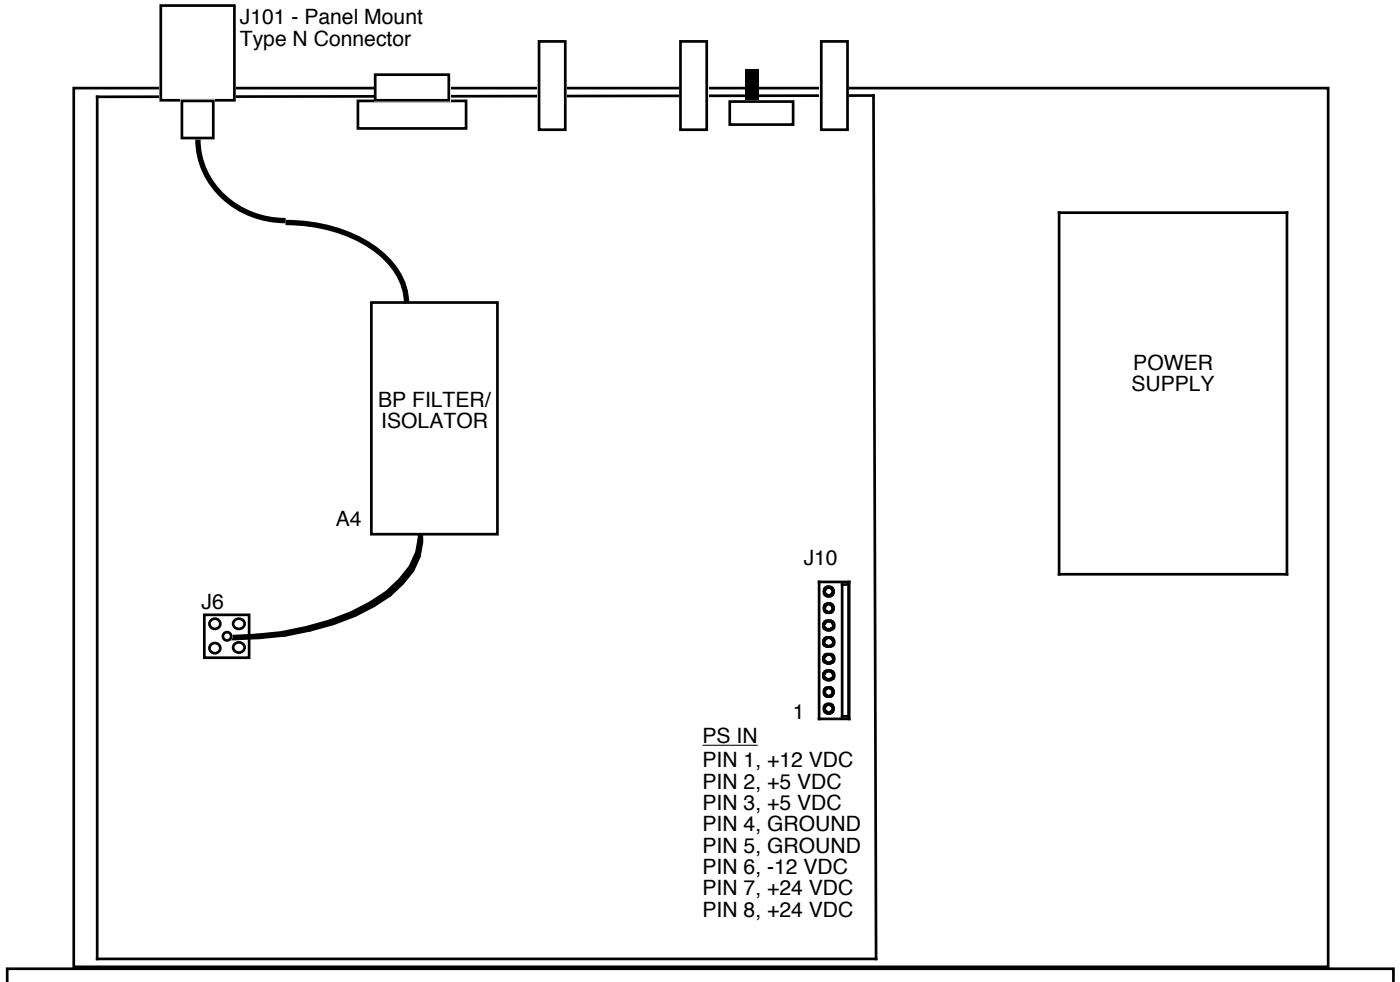 J101 - Panel Mount
Type N Connector
POWER
SUPPLY
BP FILTER/
ISOLATOR
A4
J10
J6
1
PS IN
PIN 1, +12 VDC
PIN 2, +5 VDC
PIN 3, +5 VDC
PIN 4, GROUND
PIN 5, GROUND
PIN 6, -12 VDC
PIN 7, +24 VDC
PIN 8, +24 VDC